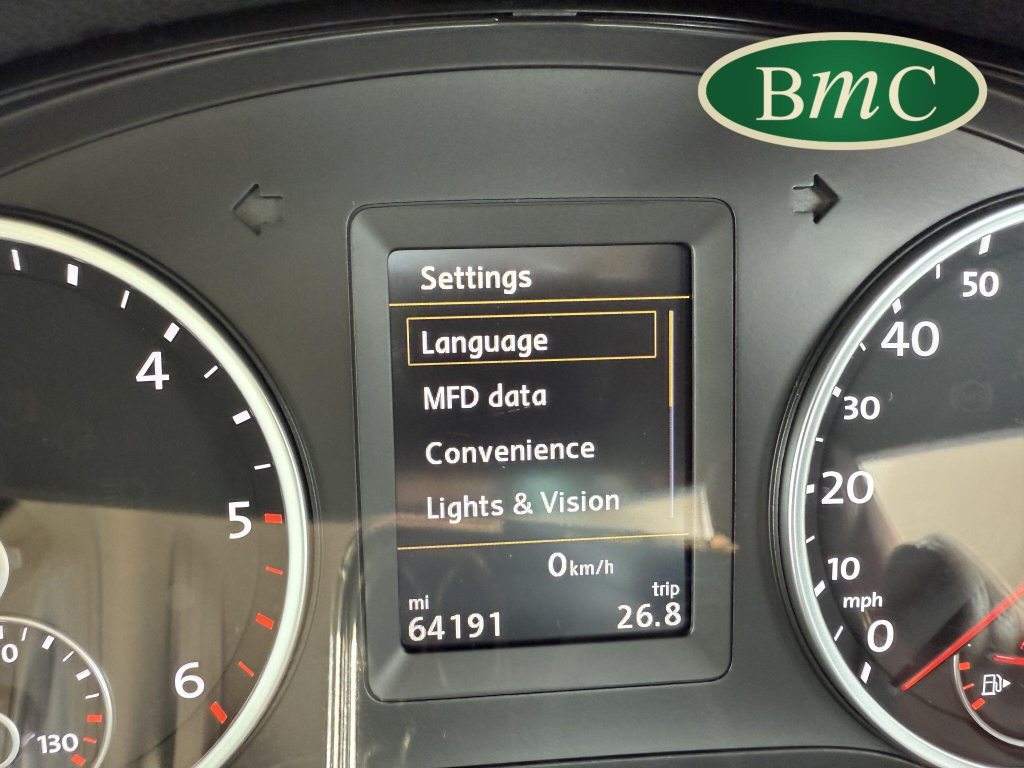 BmC
Settings
Language
MFD data
Convenience
Lights & Vision
0km/h
mi
64191
trip
26.8
4
5
6
130
50
40
30
20
10
mph
0